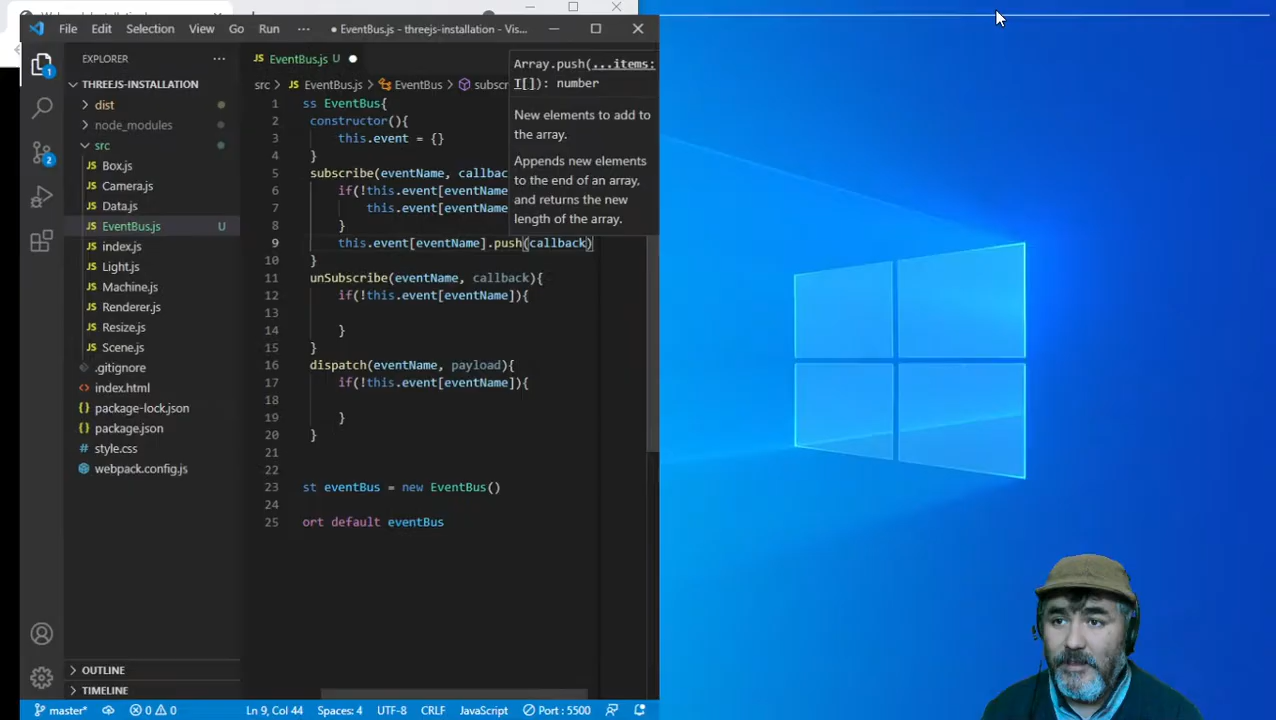 File Edit Selection View Go Run ··· ● EventBus.js - threejs-installation - Vis...
EXPLORER ···
JS EventBus.js U ●
THREEJS-INSTALLATION
src > JS EventBus.js > EventBus > subscr
dist
node_modules
src
JS Box.js
JS Camera.js
JS Data.js
JS EventBus.js U
JS index.js
JS Light.js
JS Machine.js
JS Renderer.js
JS Resize.js
JS Scene.js
.gitignore
<> index.html
{} package-lock.json
{} package.json
style.css
webpack.config.js
1 ss EventBus{
2 constructor(){
3 this.event = {}
4 }
5 subscribe(eventName, callbac
6 if(!this.event[eventName
7 this.event[eventName
8 }
9 this.event[eventName].push(callback)
10 }
11 unSubscribe(eventName, callback){
12 if(!this.event[eventName]){
13
14 }
15 }
16 dispatch(eventName, payload){
17 if(!this.event[eventName]){
18
19 }
20 }
21
22
23 st eventBus = new EventBus()
24
25 ort default eventBus
Array.push(...items:
I[]): number
New elements to add to
the array.
Appends new elements
to the end of an array,
and returns the new
length of the array.
1
2
OUTLINE
TIMELINE
master* 0 0 Ln 9, Col 44 Spaces: 4 UTF-8 CRLF JavaScript Port : 5500